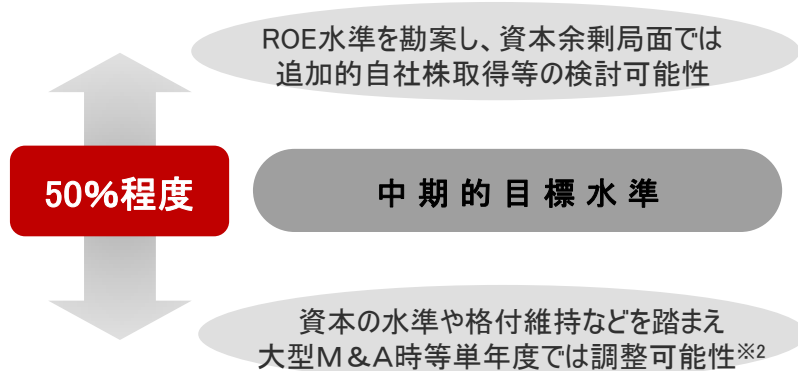 ROE水準を勘案し、資本余剰局面では
追加的自社株取得等の検討可能性
50%程度
中期的目標水準
資本の水準や格付維持などを踏まえ
大型M&A時等単年度では調整可能性※2